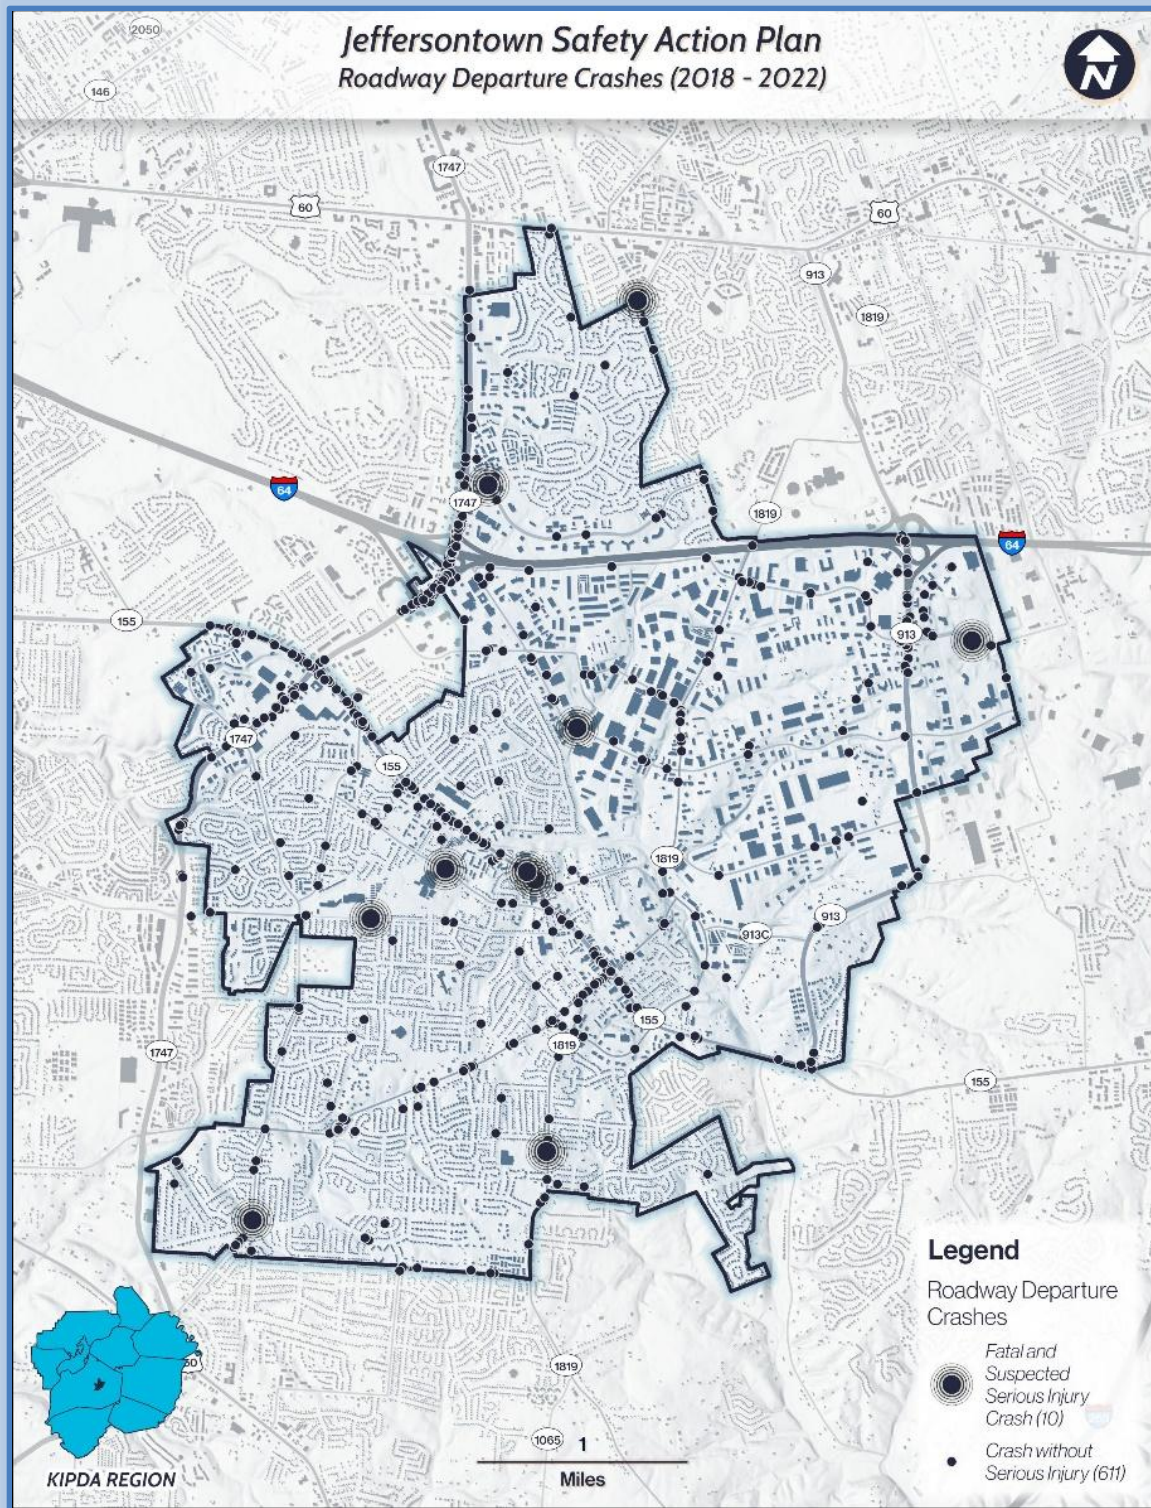 Jeffersontown Safety Action Plan
Roadway Departure Crashes (2018 - 2022)
N
2050
146
1747
60
60
913
1819
64
1747
1819
64
155
913
1747
155
1819
913
913C
155
1819
1747
155
Legend
Roadway Departure
Crashes
Fatal and
Suspected
Serious Injury
Crash (10)
Crash without
Serious Injury (611)
1819
1065
1
Miles
KIPDA REGION